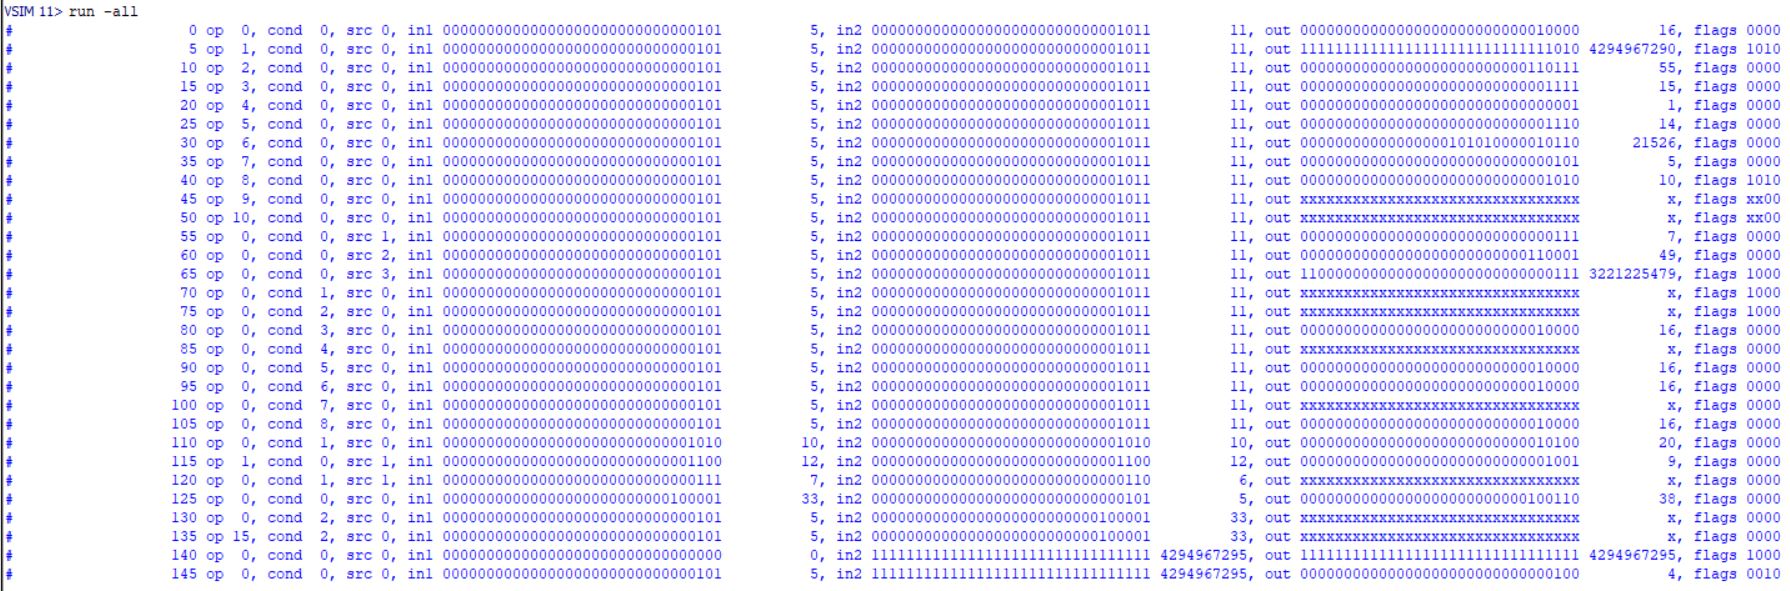 VSIM 11> run -all
# 0 op 0, cond 0, src 0, in1 00000000000000000000000000000101 5, in2 00000000000000000000000000001011 11, out 00000000000000000000000000010000 16, flags 0000
# 5 op 1, cond 0, src 0, in1 00000000000000000000000000000101 5, in2 00000000000000000000000000001011 11, out 11111111111111111111111111111010 4294967290, flags 1010
# 10 op 2, cond 0, src 0, in1 00000000000000000000000000000101 5, in2 00000000000000000000000000001011 11, out 00000000000000000000000000110111 55, flags 0000
# 15 op 3, cond 0, src 0, in1 00000000000000000000000000000101 5, in2 00000000000000000000000000001011 11, out 00000000000000000000000000001111 15, flags 0000
# 20 op 4, cond 0, src 0, in1 00000000000000000000000000000101 5, in2 00000000000000000000000000001011 11, out 00000000000000000000000000000001 1, flags 0000
# 25 op 5, cond 0, src 0, in1 00000000000000000000000000000101 5, in2 00000000000000000000000000001011 11, out 00000000000000000000000000001110 14, flags 0000
# 30 op 6, cond 0, src 0, in1 00000000000000000000000000000101 5, in2 00000000000000000000000000001011 11, out 00000000000000000101010000010110 21526, flags 0000
# 35 op 7, cond 0, src 0, in1 00000000000000000000000000000101 5, in2 00000000000000000000000000001011 11, out 00000000000000000000000000000101 5, flags 0000
# 40 op 8, cond 0, src 0, in1 00000000000000000000000000000101 5, in2 00000000000000000000000000001011 11, out 00000000000000000000000000001010 10, flags 1010
# 45 op 9, cond 0, src 0, in1 00000000000000000000000000000101 5, in2 00000000000000000000000000001011 11, out xxxxxxxxxxxxxxxxxxxxxxxxxxxxxxxx x, flags xx00
# 50 op 10, cond 0, src 0, in1 00000000000000000000000000000101 5, in2 00000000000000000000000000001011 11, out xxxxxxxxxxxxxxxxxxxxxxxxxxxxxxxx x, flags xx00
# 55 op 0, cond 0, src 1, in1 00000000000000000000000000000101 5, in2 00000000000000000000000000001011 11, out 00000000000000000000000000000111 7, flags 0000
# 60 op 0, cond 0, src 2, in1 00000000000000000000000000000101 5, in2 00000000000000000000000000001011 11, out 00000000000000000000000000110001 49, flags 0000
# 65 op 0, cond 0, src 3, in1 00000000000000000000000000000101 5, in2 00000000000000000000000000001011 11, out 11000000000000000000000000000111 3221225479, flags 1000
# 70 op 0, cond 1, src 0, in1 00000000000000000000000000000101 5, in2 00000000000000000000000000001011 11, out xxxxxxxxxxxxxxxxxxxxxxxxxxxxxxxx x, flags 1000
# 75 op 0, cond 2, src 0, in1 00000000000000000000000000000101 5, in2 00000000000000000000000000001011 11, out xxxxxxxxxxxxxxxxxxxxxxxxxxxxxxxx x, flags 1000
# 80 op 0, cond 3, src 0, in1 00000000000000000000000000000101 5, in2 00000000000000000000000000001011 11, out 00000000000000000000000000010000 16, flags 0000
# 85 op 0, cond 4, src 0, in1 00000000000000000000000000000101 5, in2 00000000000000000000000000001011 11, out xxxxxxxxxxxxxxxxxxxxxxxxxxxxxxxx x, flags 0000
# 90 op 0, cond 5, src 0, in1 00000000000000000000000000000101 5, in2 00000000000000000000000000001011 11, out 00000000000000000000000000010000 16, flags 0000
# 95 op 0, cond 6, src 0, in1 00000000000000000000000000000101 5, in2 00000000000000000000000000001011 11, out 00000000000000000000000000010000 16, flags 0000
# 100 op 0, cond 7, src 0, in1 00000000000000000000000000000101 5, in2 00000000000000000000000000001011 11, out xxxxxxxxxxxxxxxxxxxxxxxxxxxxxxxx x, flags 0000
# 105 op 0, cond 8, src 0, in1 00000000000000000000000000000101 5, in2 00000000000000000000000000001011 11, out 00000000000000000000000000010000 16, flags 0000
# 110 op 0, cond 1, src 0, in1 00000000000000000000000000001010 10, in2 00000000000000000000000000001010 10, out 00000000000000000000000000010100 20, flags 0000
# 115 op 1, cond 0, src 1, in1 00000000000000000000000000001100 12, in2 00000000000000000000000000001100 12, out 00000000000000000000000000001001 9, flags 0000
# 120 op 0, cond 1, src 1, in1 00000000000000000000000000000111 7, in2 00000000000000000000000000000110 6, out xxxxxxxxxxxxxxxxxxxxxxxxxxxxxxxx x, flags 0000
# 125 op 0, cond 0, src 0, in1 00000000000000000000000000100001 33, in2 00000000000000000000000000000101 5, out 00000000000000000000000000100110 38, flags 0000
# 130 op 0, cond 2, src 0, in1 00000000000000000000000000000101 5, in2 00000000000000000000000000100001 33, out xxxxxxxxxxxxxxxxxxxxxxxxxxxxxxxx x, flags 0000
# 135 op 15, cond 2, src 0, in1 00000000000000000000000000000101 5, in2 00000000000000000000000000100001 33, out xxxxxxxxxxxxxxxxxxxxxxxxxxxxxxxx x, flags 0000
# 140 op 0, cond 0, src 0, in1 00000000000000000000000000000000 0, in2 11111111111111111111111111111111 4294967295, out 11111111111111111111111111111111 4294967295, flags 1000
# 145 op 0, cond 0, src 0, in1 00000000000000000000000000000101 5, in2 11111111111111111111111111111111 4294967295, out 00000000000000000000000000000100 4, flags 0010